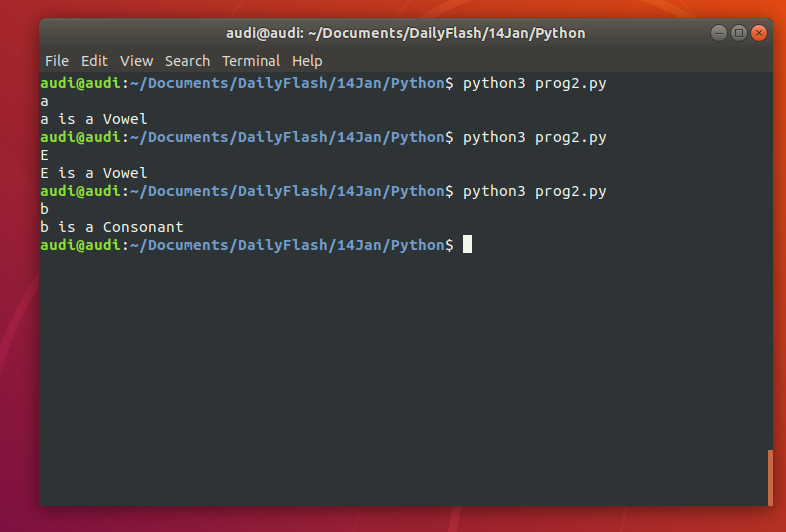 audi@audi: ~/Documents/DailyFlash/14Jan/Python
File Edit View Search Terminal Help
audi@audi:~/Documents/DailyFlash/14Jan/Python$ python3 prog2.py
a
a is a Vowel
audi@audi:~/Documents/DailyFlash/14Jan/Python$ python3 prog2.py
E
E is a Vowel
audi@audi:~/Documents/DailyFlash/14Jan/Python$ python3 prog2.py
b
b is a Consonant
audi@audi:~/Documents/DailyFlash/14Jan/Python$